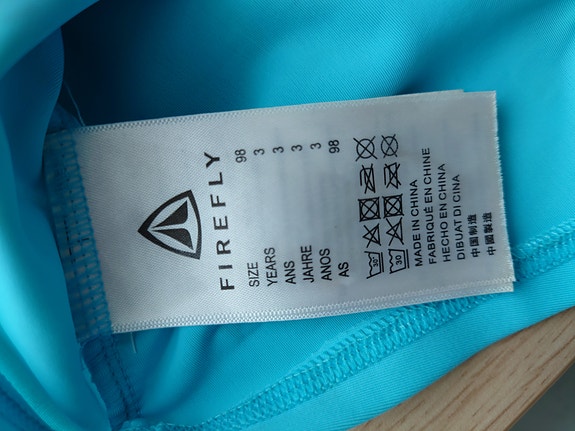 FIREFLY
SIZE 98
YEARS 3
ANS 3
JAHRE 3
ANOS 3
AS 98
30
30
MADE IN CHINA
FABRIQUÉ EN CHINE
HECHO EN CHINA
DIBUAT DI CINA
中国制造
中國製造